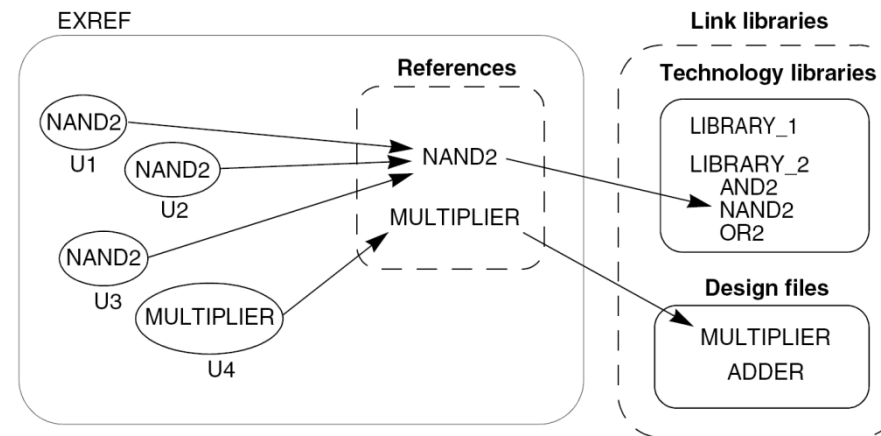 EXREF
Link libraries
References
Technology libraries
NAND2
U1
NAND2
U2
NAND2
U3
MULTIPLIER
U4
NAND2
MULTIPLIER
LIBRARY_1
LIBRARY_2
AND2
NAND2
OR2
Design files
MULTIPLIER
ADDER